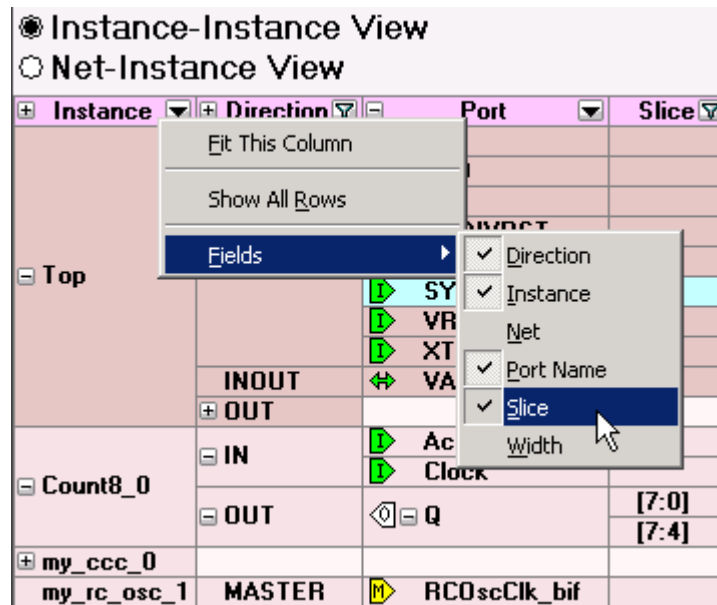 Instance-Instance View
Net-Instance View
Instance Direction Port Slice
Fit This Column
Show All Rows
Fields
Direction
Instance
Net
Port Name
Slice
Width
Top
SY
VR
XT
INOUT VA
OUT
Count8_0
IN
Ac
Clock
OUT Q
[7:0]
[7:4]
my_ccc_0
my_rc_osc_1 MASTER M RCOscClk_bif